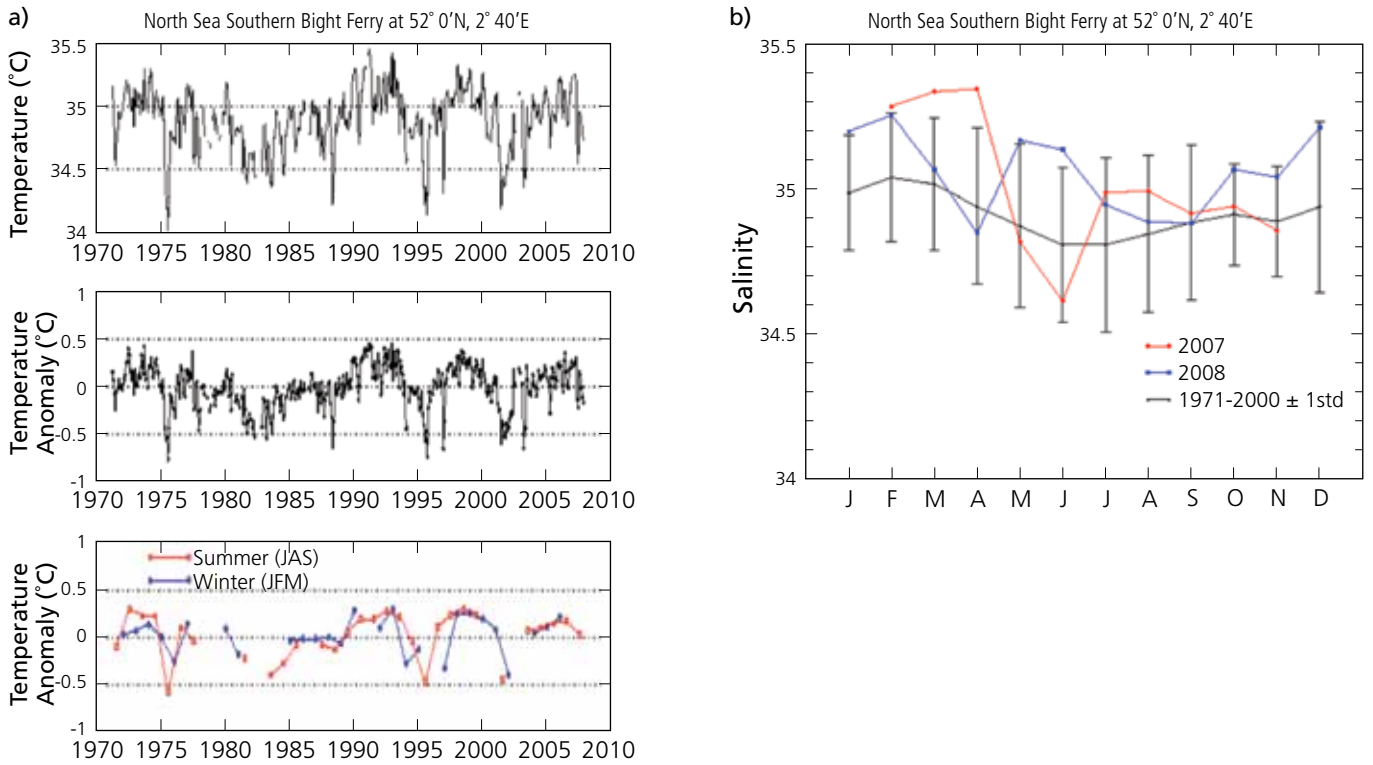 a)
North Sea Southern Bight Ferry at 52˚ 0’N, 2˚ 40’E
Temperature (˚C)
35.5
35
34.5
34
1970 1975 1980 1985 1990 1995 2000 2005 2010
Temperature
Anomaly (˚C)
1
0.5
0
-0.5
-1
1970 1975 1980 1985 1990 1995 2000 2005 2010
Temperature
Anomaly (˚C)
1
0.5
0
-0.5
-1
Summer (JAS)
Winter (JFM)
1970 1975 1980 1985 1990 1995 2000 2005 2010
b)
North Sea Southern Bight Ferry at 52˚ 0’N, 2˚ 40’E
Salinity
35.5
35
34.5
34
2007
2008
1971-2000 ± 1std
J F M A M J J A S O N D